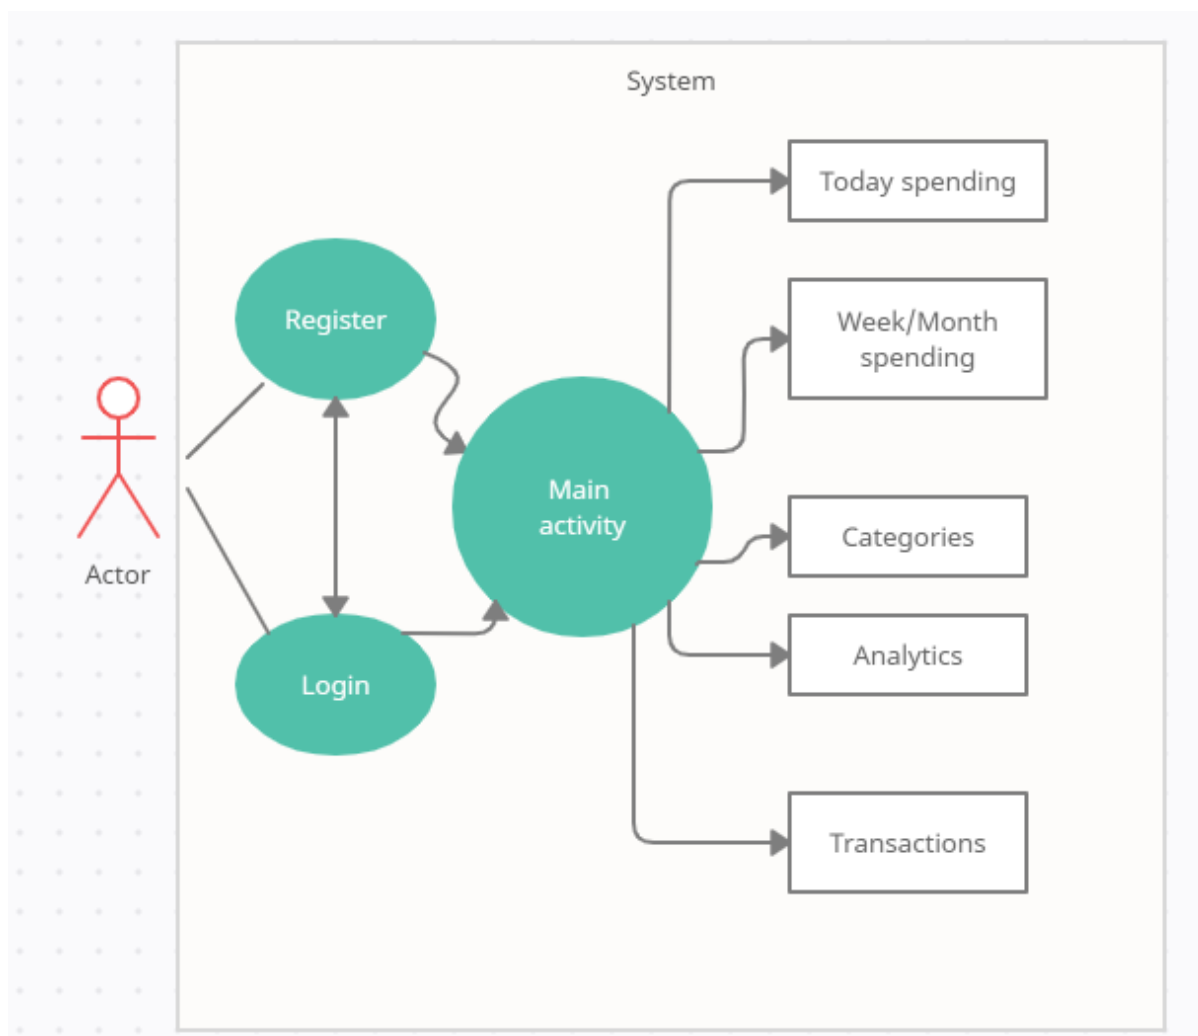 System
Today spending
Register
Week/Month
spending
Main
activity
Categories
Actor
Analytics
Login
Transactions